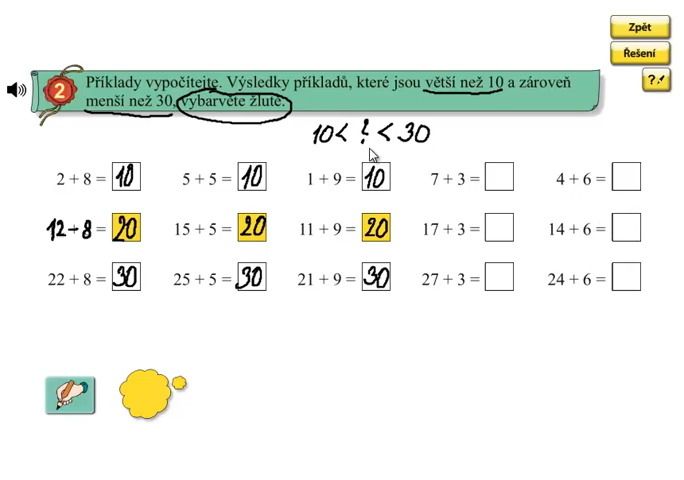 Zpět
Řešení
?
2
Příklady vypočítejte. Výsledky příkladů, které jsou větší než 10 a zároveň
menší než 30, vybarvěte žlutě.
10 < ? < 30
2 + 8 = 10 5 + 5 = 10 1 + 9 = 10 7 + 3 = 4 + 6 =
12 + 8 = 20 15 + 5 = 20 11 + 9 = 20 17 + 3 = 14 + 6 =
22 + 8 = 30 25 + 5 = 30 21 + 9 = 30 27 + 3 = 24 + 6 =